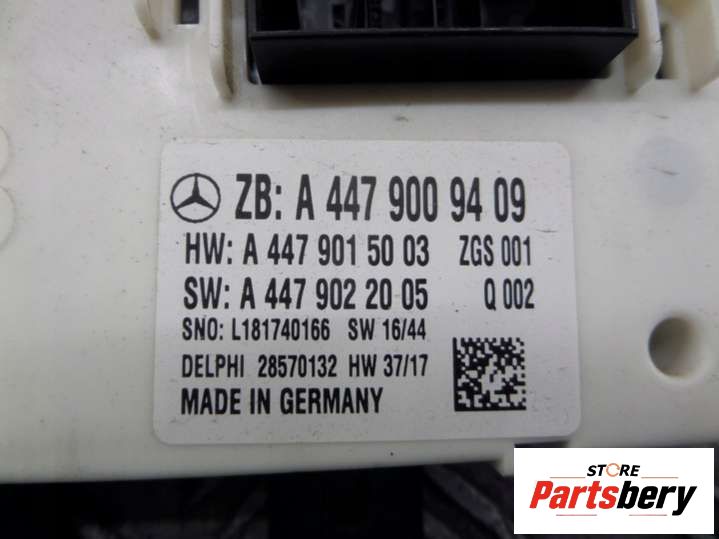 ZB: A 447 900 94 09
HW: A 447 901 50 03 ZGS 001
SW: A 447 902 20 05 Q 002
SNO: L181740166 SW 16/44
DELPHI 28570132 HW 37/17
MADE IN GERMANY
STORE
Partsbery